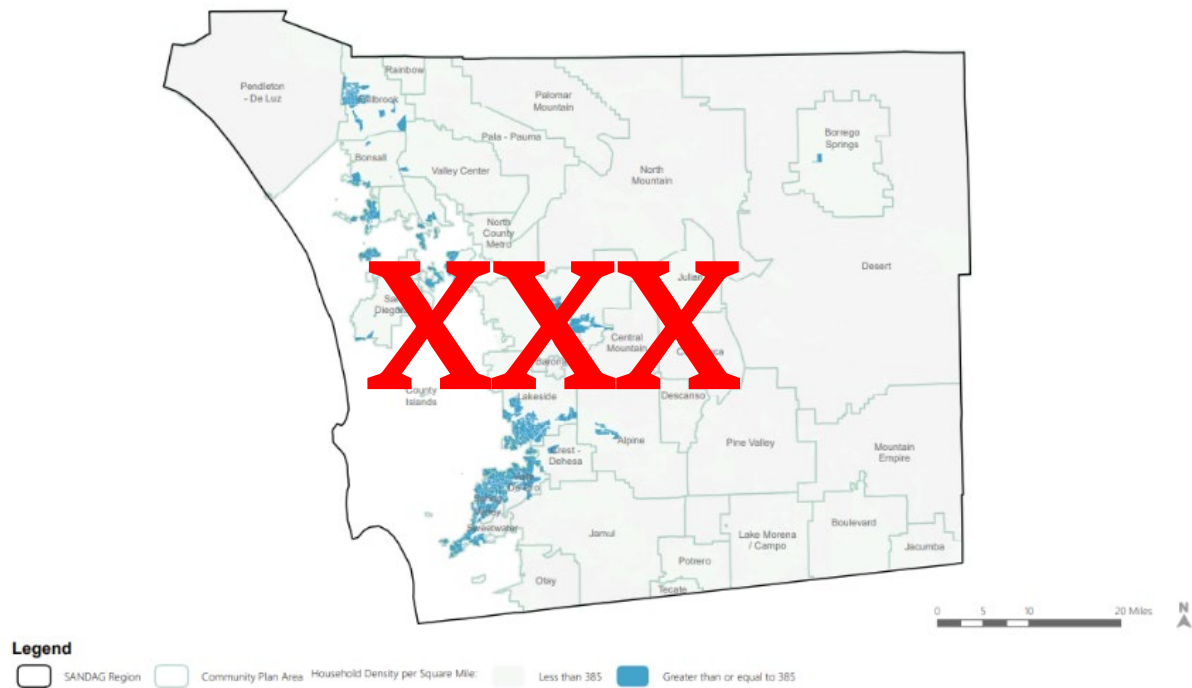 Rainbow
Pendleton
- De Luz
Fallbrook
Palomar
Mountain
Pala - Pauma
Borrego
Springs
Bonsall
Valley Center
North
Mountain
North
County
Metro
Desert
Julian
XXX
Central
Mountain
County
Islands
Lakeside
Descanso
Alpine
Pine Valley
Crest -
Dehesa
Mountain
Empire
Sweetwater
Jamul
Lake Morena
/ Campo
Boulevard
Jacumba
Potrero
Otay
Tecate
N
0 5 10 20 Miles
Legend
SANDAG Region Community Plan Area Household Density per Square Mile: Less than 385 Greater than or equal to 385